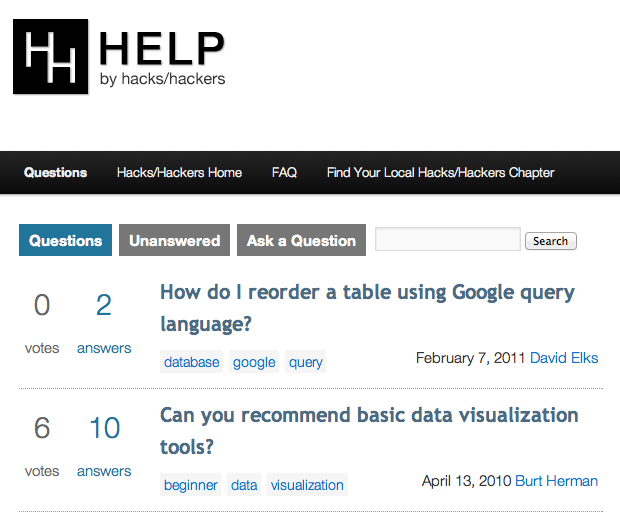 HH HELP
by hacks/hackers
Questions Hacks/Hackers Home FAQ Find Your Local Hacks/Hackers Chapter
Questions Unanswered Ask a Question Search
0 2 How do I reorder a table using Google query
language?
votes answers
database google query February 7, 2011 David Elks
6 10 Can you recommend basic data visualization
tools?
votes answers
beginner data visualization April 13, 2010 Burt Herman